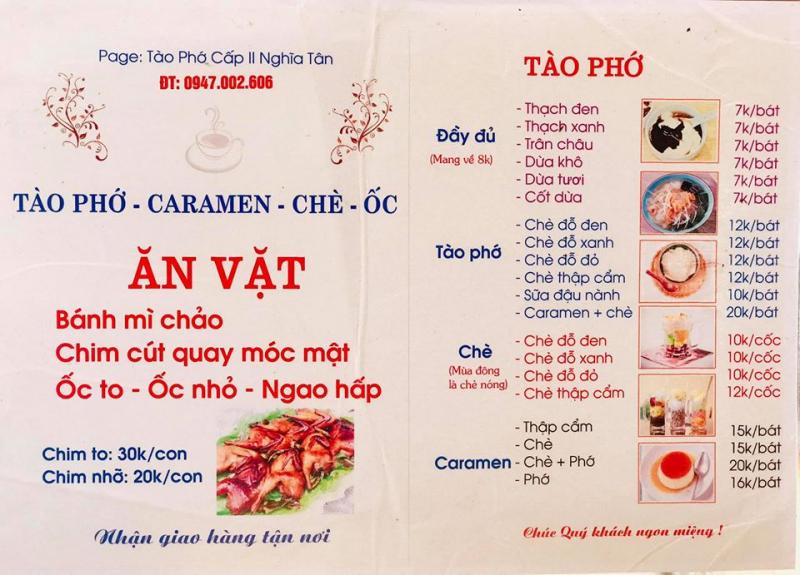 Page: Tào Phớ Cấp II Nghĩa Tân
ĐT: 0947.002.606
TÀO PHỚ - CARAMEN - CHÈ - ỐC
ĂN VẶT
Bánh mì chảo
Chim cút quay móc mật
Ốc to - Ốc nhỏ - Ngao hấp
Chim to: 30k/con
Chim nhỡ: 20k/con
Nhận giao hàng tận nơi
TÀO PHỚ
Đầy đủ
(Mang về 8k)
- Thạch đen 7k/bát
- Thạch xanh 7k/bát
- Trân châu 7k/bát
- Dừa khô 7k/bát
- Dừa tươi 7k/bát
- Cốt dừa 7k/bát
Tào phớ
- Chè đỗ đen 12k/bát
- Chè đỗ xanh 12k/bát
- Chè đỗ đỏ 12k/bát
- Chè thập cẩm 12k/bát
- Sữa đậu nành 10k/bát
- Caramen + chè 20k/bát
Chè
(Mùa đông
là chè nóng)
- Chè đỗ đen 10k/cốc
- Chè đỗ xanh 10k/cốc
- Chè đỗ đỏ 10k/cốc
- Chè thập cẩm 12k/cốc
Caramen
- Thập cẩm 15k/bát
- Chè 15k/bát
- Chè + Phớ 20k/bát
- Phớ 16k/bát
Chúc Quý khách ngon miệng !